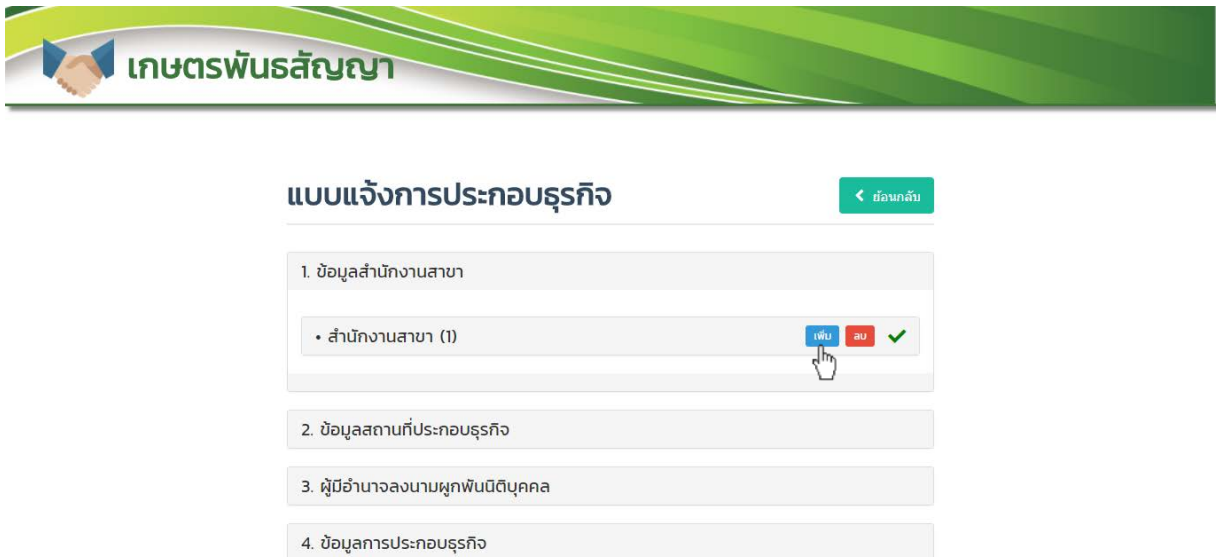 เกษตรพันธสัญญา
แบบแจ้งการประกอบธุรกิจ
ย้อนกลับ
1. ข้อมูลสำนักงานสาขา
• สำนักงานสาขา (1) เพิ่ม ลบ
2. ข้อมูลสถานที่ประกอบธุรกิจ
3. ผู้มีอำนาจลงนามผูกพันนิติบุคคล
4. ข้อมูลการประกอบธุรกิจ